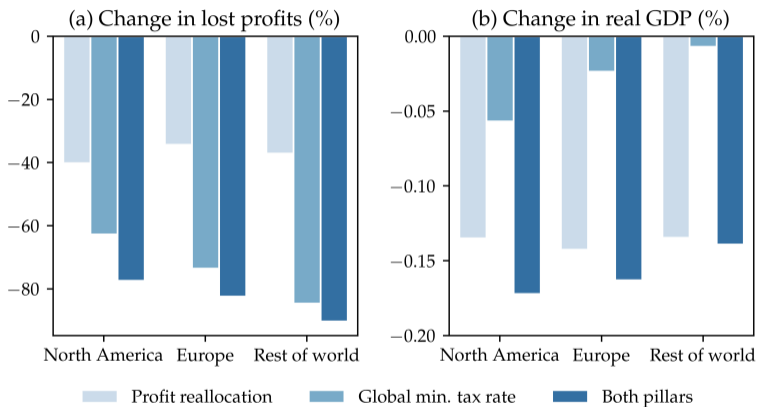 (a) Change in lost profits (%)
0
−20
−40
−60
−80
North America Europe Rest of world
(b) Change in real GDP (%)
0.00
−0.05
−0.10
−0.15
−0.20
North America Europe Rest of world
Profit reallocation Global min. tax rate Both pillars